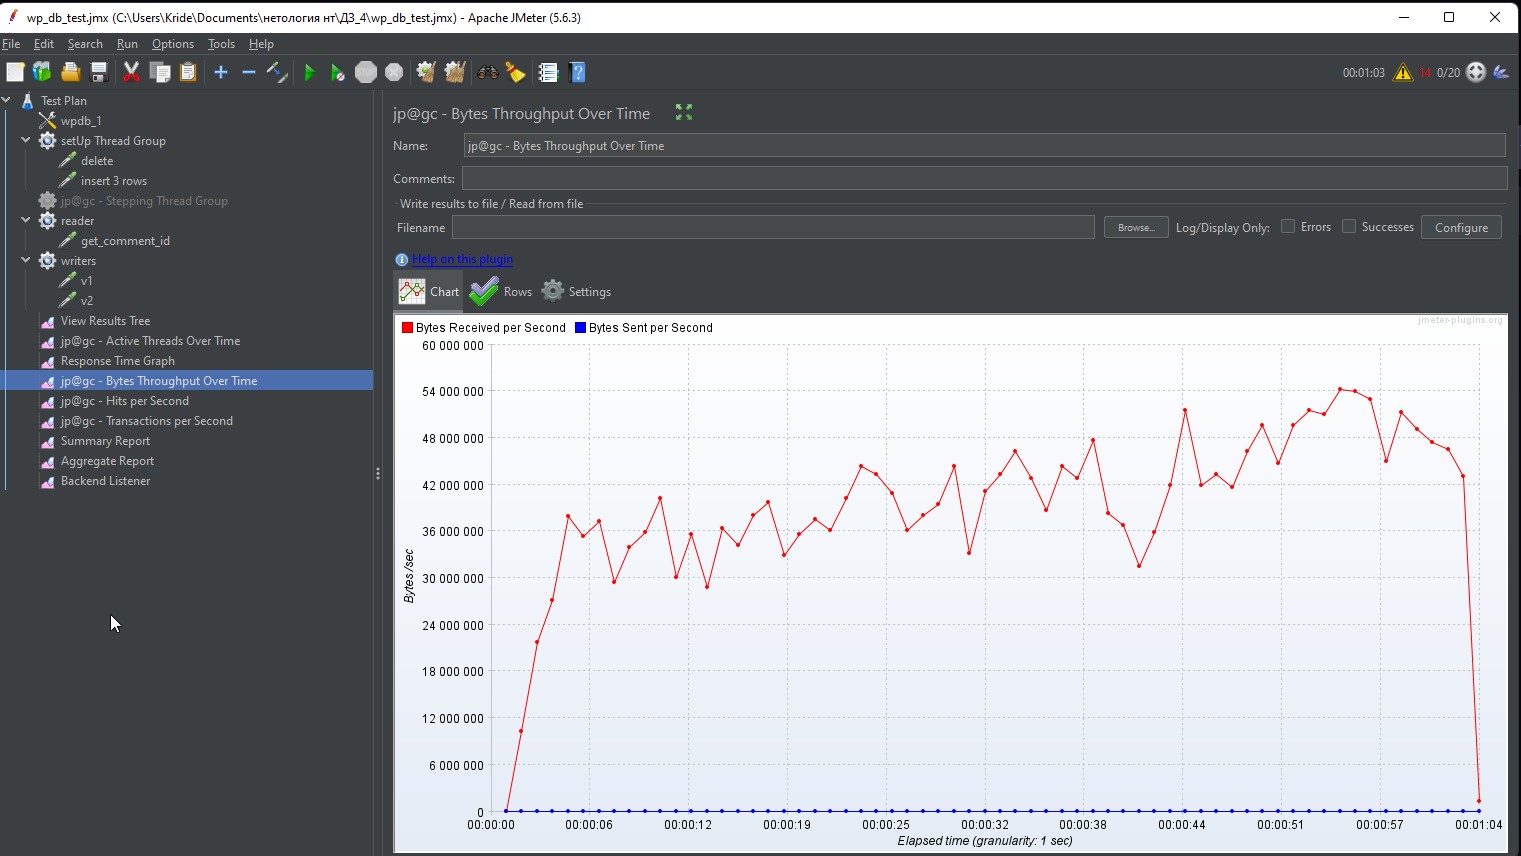 wp_db_test.jmx (C:\Users\Kride\Documents\нетология нт\ДЗ_4\wp_db_test.jmx) - Apache JMeter (5.6.3)
File Edit Search Run Options Tools Help
00:01:03 14 0/20
Test Plan
wpdb_1
setUp Thread Group
delete
insert 3 rows
jp@gc - Stepping Thread Group
reader
get_comment_id
writers
v1
v2
View Results Tree
jp@gc - Active Threads Over Time
Response Time Graph
jp@gc - Bytes Throughput Over Time
jp@gc - Hits per Second
jp@gc - Transactions per Second
Summary Report
Aggregate Report
Backend Listener
jp@gc - Bytes Throughput Over Time
Name: jp@gc - Bytes Throughput Over Time
Comments:
Write results to file / Read from file
Filename Browse... Log/Display Only: Errors Successes Configure
Help on this plugin
Chart Rows Settings
Bytes Received per Second Bytes Sent per Second
jmeter-plugins.org
60 000 000
54 000 000
48 000 000
42 000 000
36 000 000
30 000 000
24 000 000
18 000 000
12 000 000
6 000 000
0
Bytes /sec
00:00:00 00:00:06 00:00:12 00:00:19 00:00:25 00:00:32 00:00:38 00:00:44 00:00:51 00:00:57 00:01:04
Elapsed time (granularity: 1 sec)